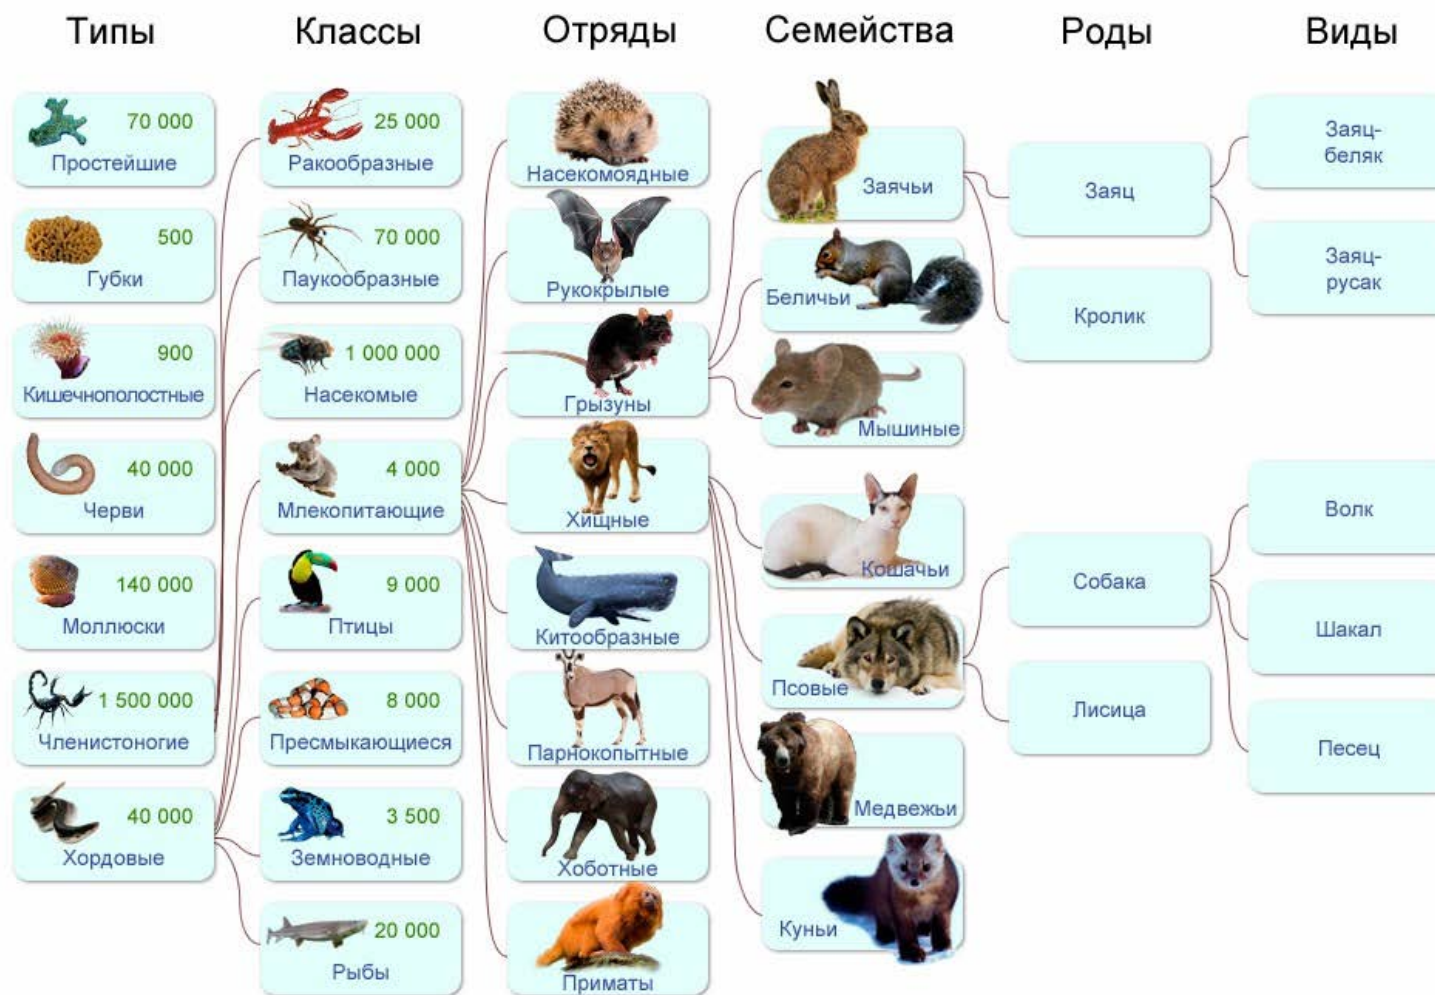 Типы
Классы
Отряды
Семейства
Роды
Виды
70 000
Простейшие
500
Губки
900
Кишечнополостные
40 000
Черви
140 000
Моллюски
1 500 000
Членистоногие
40 000
Хордовые
25 000
Ракообразные
70 000
Паукообразные
1 000 000
Насекомые
4 000
Млекопитающие
9 000
Птицы
8 000
Пресмыкающиеся
3 500
Земноводные
20 000
Рыбы
Насекомоядные
Рукокрылые
Грызуны
Хищные
Китообразные
Парнокопытные
Хоботные
Приматы
Заячьи
Беличьи
Мышиные
Кошачьи
Псовые
Медвежьи
Куньи
Заяц
Кролик
Собака
Лисица
Заяц-
беляк
Заяц-
русак
Волк
Шакал
Песец